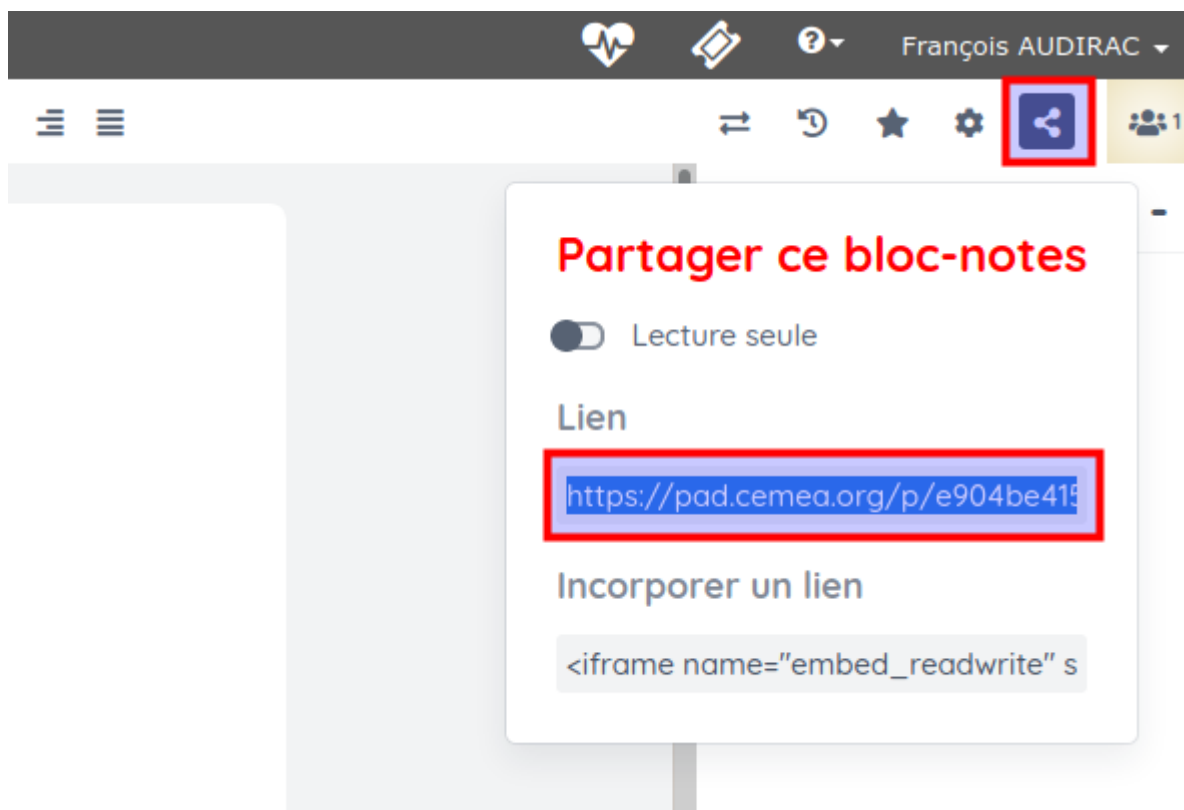 François AUDIRAC
1
Partager ce bloc-notes
Lecture seule
Lien
https://pad.cemea.org/p/e904be415
Incorporer un lien
<iframe name="embed_readwrite" s